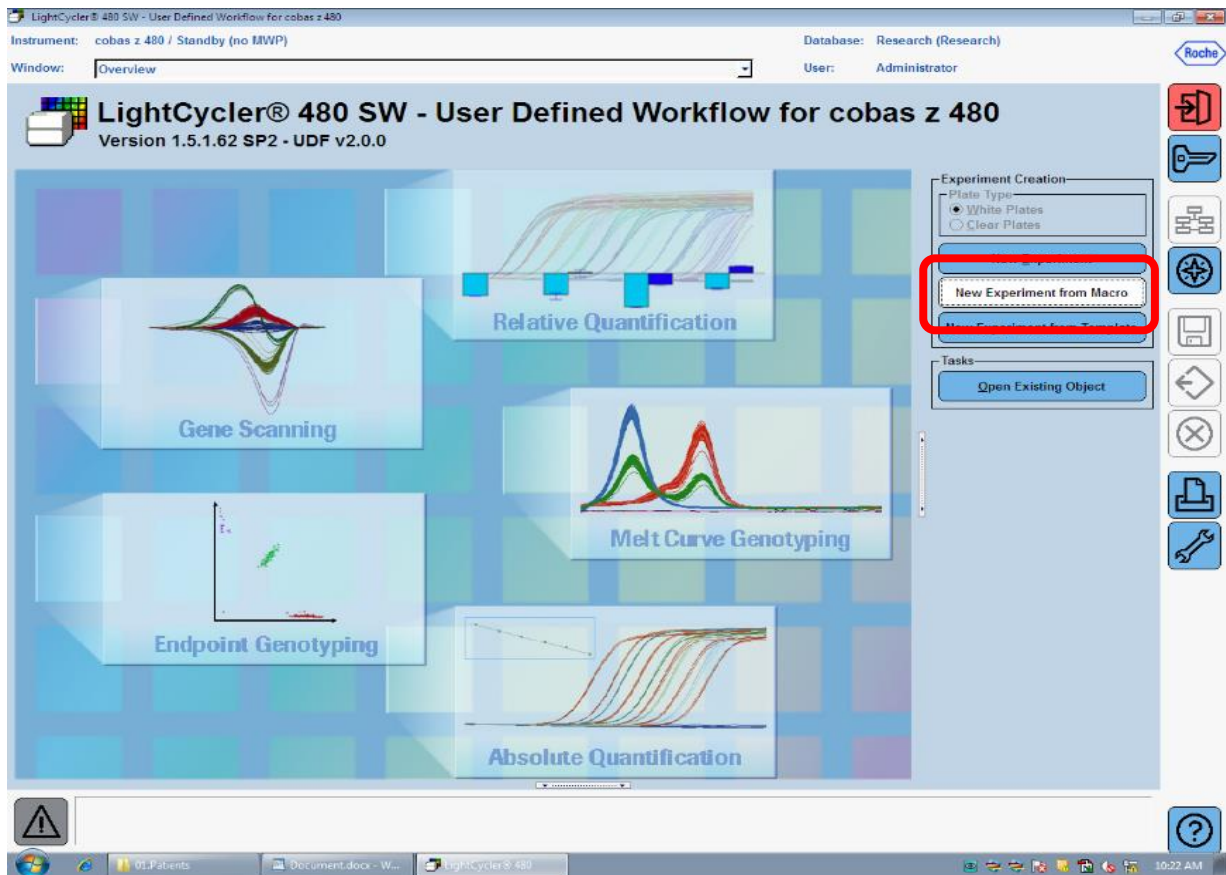 LightCycler® 480 SW - User Defined Workflow for cobas z 480
Instrument: cobas z 480 / Standby (no MWP)
Database: Research (Research)
Window: Overview
User: Administrator
Roche
LightCycler® 480 SW - User Defined Workflow for cobas z 480
Version 1.5.1.62 SP2 - UDF v2.0.0
Experiment Creation
Plate Type
White Plates
Clear Plates
New Experiment
New Experiment from Macro
New Experiment from Template
Tasks
Open Existing Object
Relative Quantification
Gene Scanning
Melt Curve Genotyping
Endpoint Genotyping
Absolute Quantification
01.Patients
Document.docx - W...
LightCycler® 480
10:22 AM